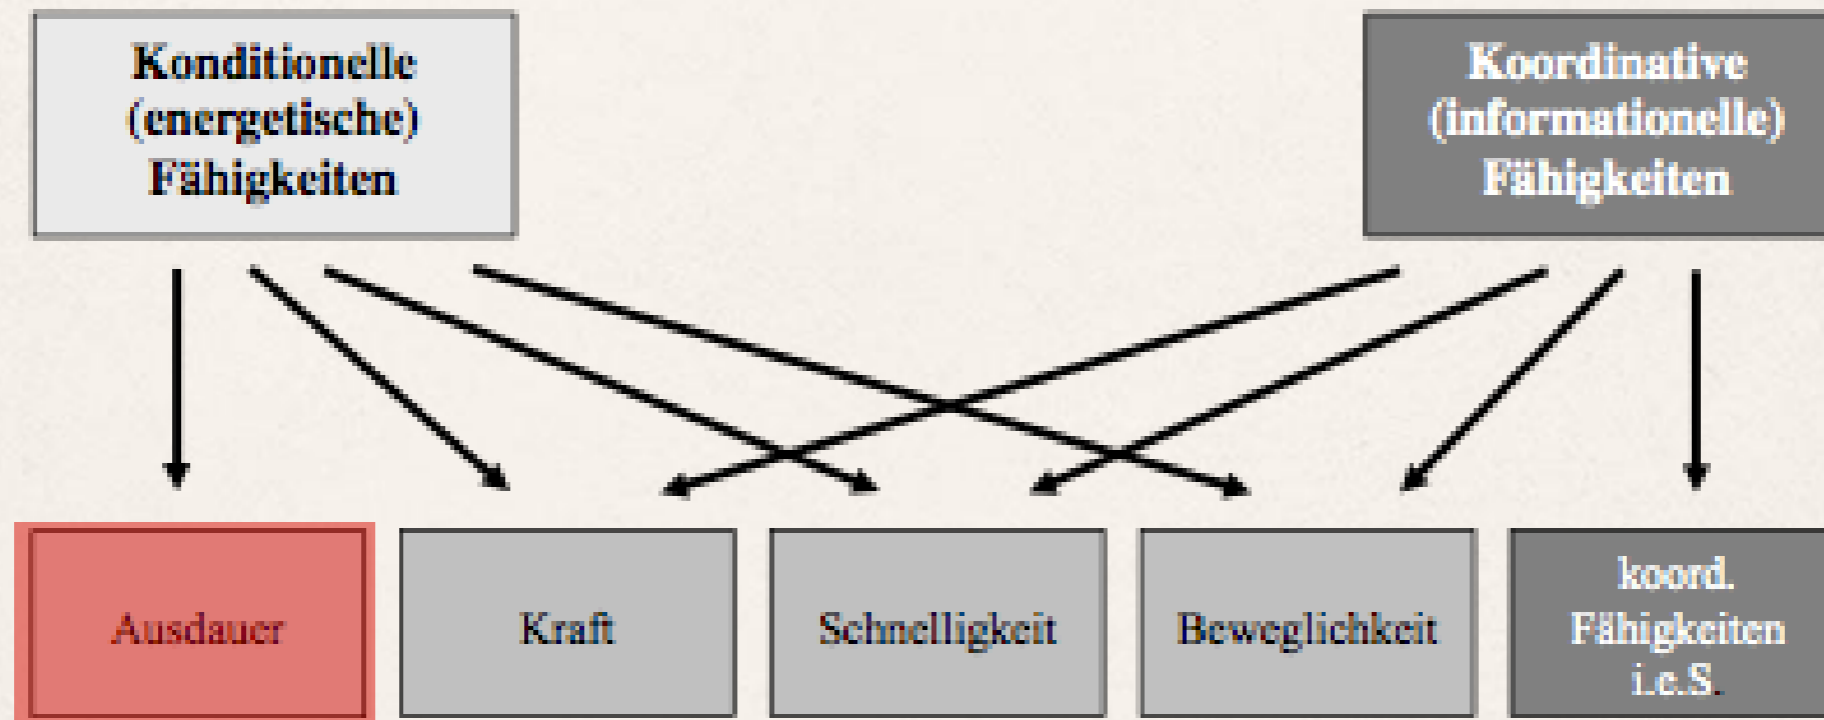 Konditionelle
(energetische)
Fähigkeiten
Koordinative
(informationelle)
Fähigkeiten
Ausdauer
Kraft
Schnelligkeit
Beweglichkeit
koord.
Fähigkeiten
i.e.S.